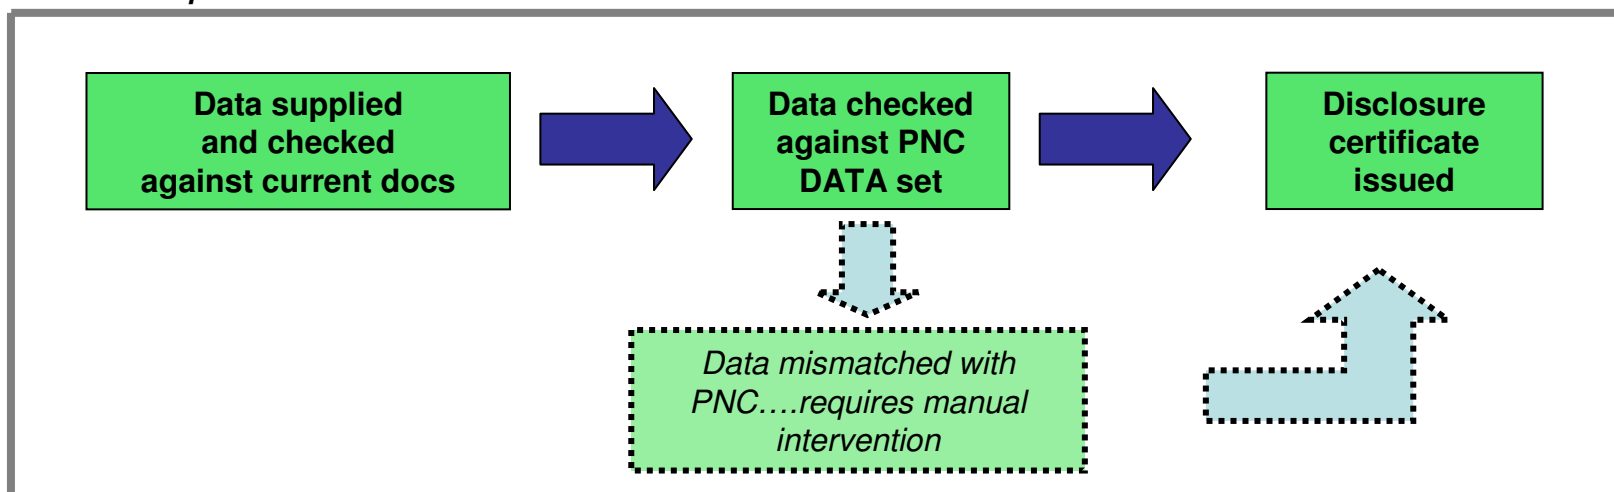 Data supplied
and checked
against current docs
Data checked
against PNC
DATA set
Disclosure
certificate
issued
Data mismatched with
PNC….requires manual
intervention